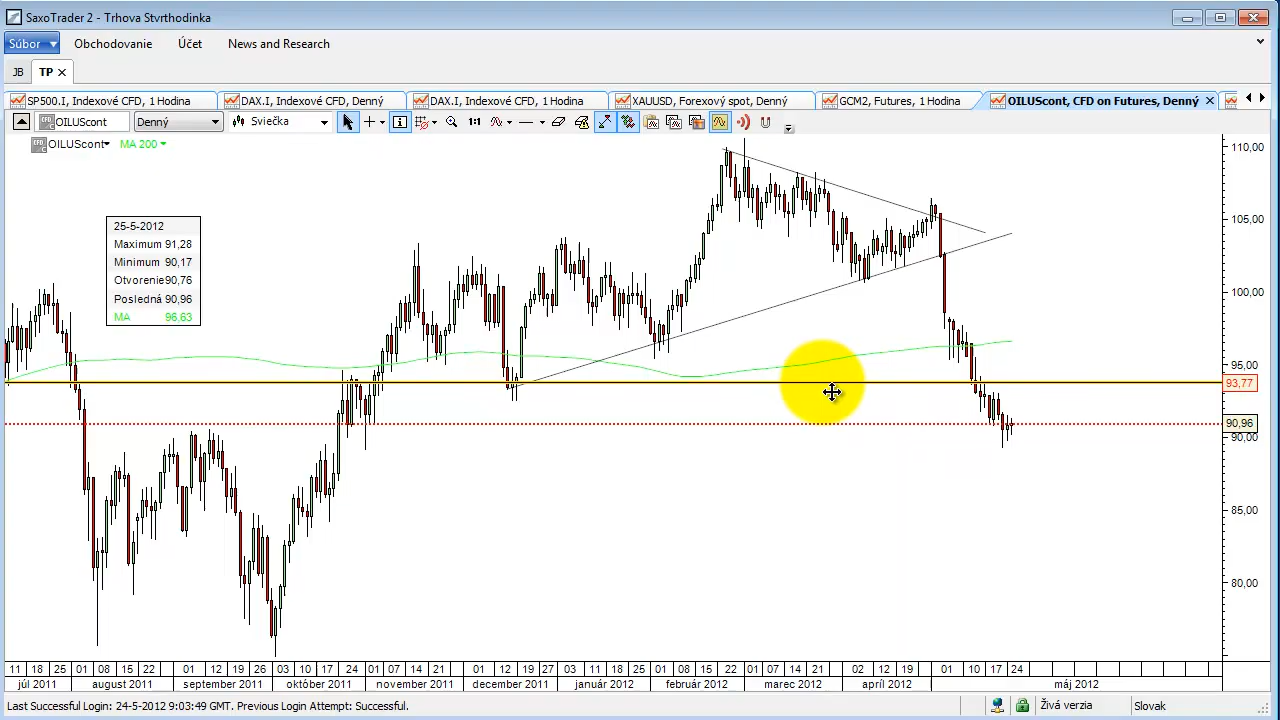 SaxoTrader 2 - Trhova Stvrthodinka
Súbor Obchodovanie Účet News and Research
JB TP
SP500.I, Indexové CFD, 1 Hodina DAX.I, Indexové CFD, Denný DAX.I, Indexové CFD, 1 Hodina XAUUSD, Forexový spot, Denný GCM2, Futures, 1 Hodina OILUScont, CFD on Futures, Denný
OILUScont Denný Sviečka 1:1
OILUScont MA 200
110,00
105,00
100,00
95,00
93,77
90,96
90,00
85,00
80,00
25-5-2012
Maximum 91,28
Minimum 90,17
Otvorenie 90,76
Posledná 90,96
MA 96,63
11 18 25 01 08 15 22 01 12 19 26 03 10 17 24 01 07 14 21 01 12 19 27 03 11 18 25 01 08 15 22 01 07 14 21 02 12 19 01 10 17 24
júl 2011 august 2011 september 2011 október 2011 november 2011 december 2011 január 2012 február 2012 marec 2012 apríl 2012 máj 2012
Last Successful Login: 24-5-2012 9:03:49 GMT. Previous Login Attempt: Successful. Živá verzia Slovak